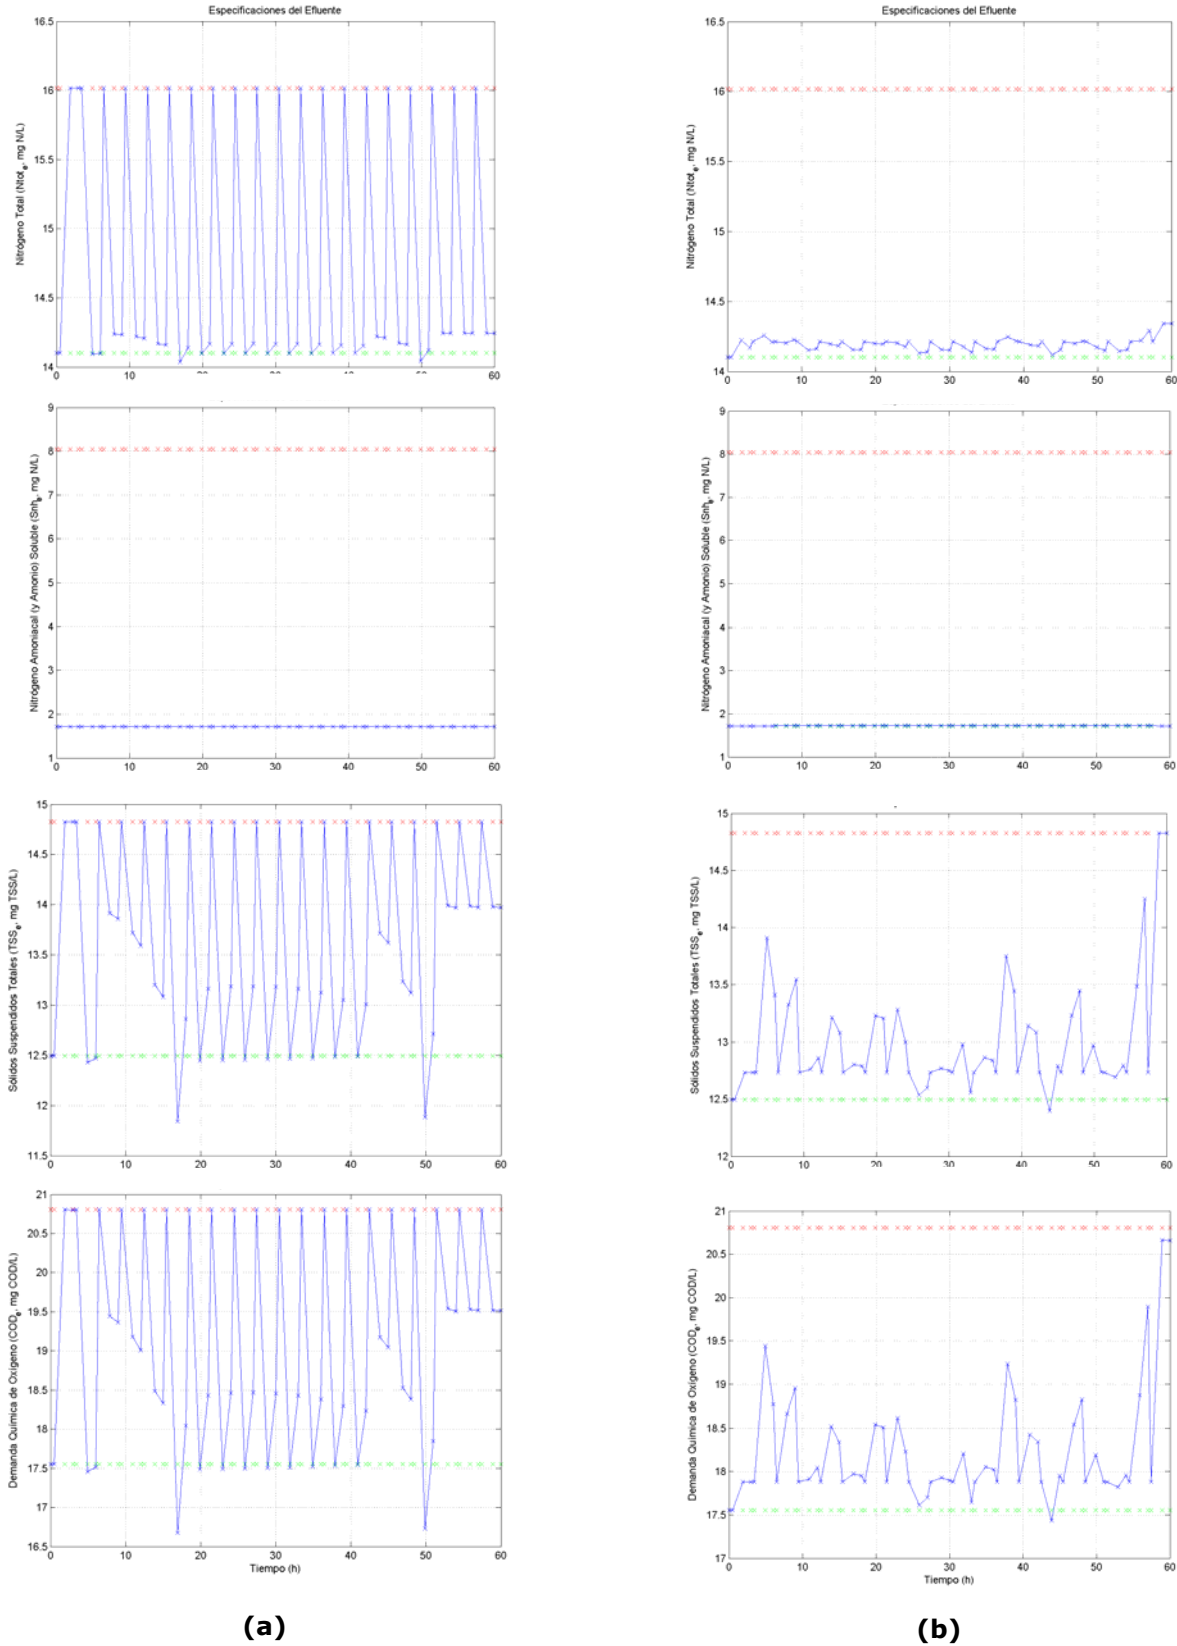 Especificaciones del Efluente
Nitrógeno Total (Ntot_e, mg N/L)
16.5
16
15.5
15
14.5
14
0 10 20 30 40 50 60
Nitrógeno Amoniacal (y Amonio) Soluble (Snh_e, mg N/L)
9
8
7
6
5
4
3
2
1
0 10 20 30 40 50 60
Sólidos Suspendidos Totales (TSS_e, mg TSS/L)
15
14.5
14
13.5
13
12.5
12
11.5
0 10 20 30 40 50 60
Demanda Química de Oxígeno (COD_e, mg COD/L)
21
20.5
20
19.5
19
18.5
18
17.5
17
16.5
0 10 20 30 40 50 60
Tiempo (h)
(a)
Especificaciones del Efluente
Nitrógeno Total (Ntot_e, mg N/L)
16.5
16
15.5
15
14.5
14
0 10 20 30 40 50 60
Nitrógeno Amoniacal (y Amonio) Soluble (Snh_e, mg N/L)
9
8
7
6
5
4
3
2
1
0 10 20 30 40 50 60
Sólidos Suspendidos Totales (TSS_e, mg TSS/L)
15
14.5
14
13.5
13
12.5
12
0 10 20 30 40 50 60
Demanda Química de Oxígeno (COD_e, mg COD/L)
21
20.5
20
19.5
19
18.5
18
17.5
17
0 10 20 30 40 50 60
Tiempo (h)
(b)